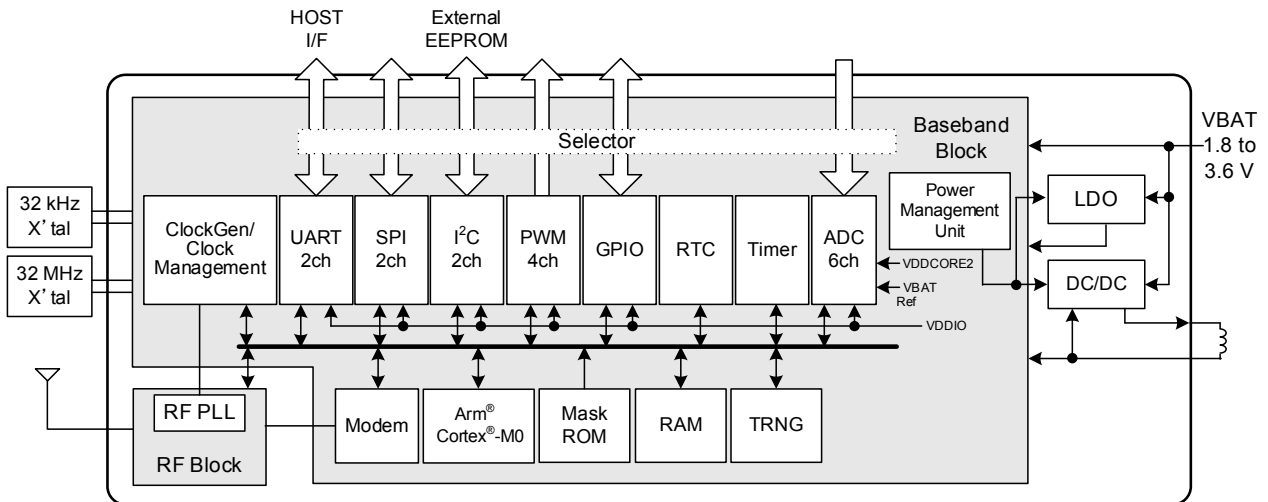 HOST
I/F
External
EEPROM
Selector
Baseband
Block
VBAT
1.8 to
3.6 V
32 kHz
X'tal
32 MHz
X'tal
ClockGen/
Clock
Management
UART
2ch
SPI
2ch
I²C
2ch
PWM
4ch
GPIO
RTC
Timer
ADC
6ch
Power
Management
Unit
LDO
DC/DC
VDDCORE2
VBAT
Ref
VDDIO
RF PLL
RF Block
Modem
Arm®
Cortex®-M0
Mask
ROM
RAM
TRNG